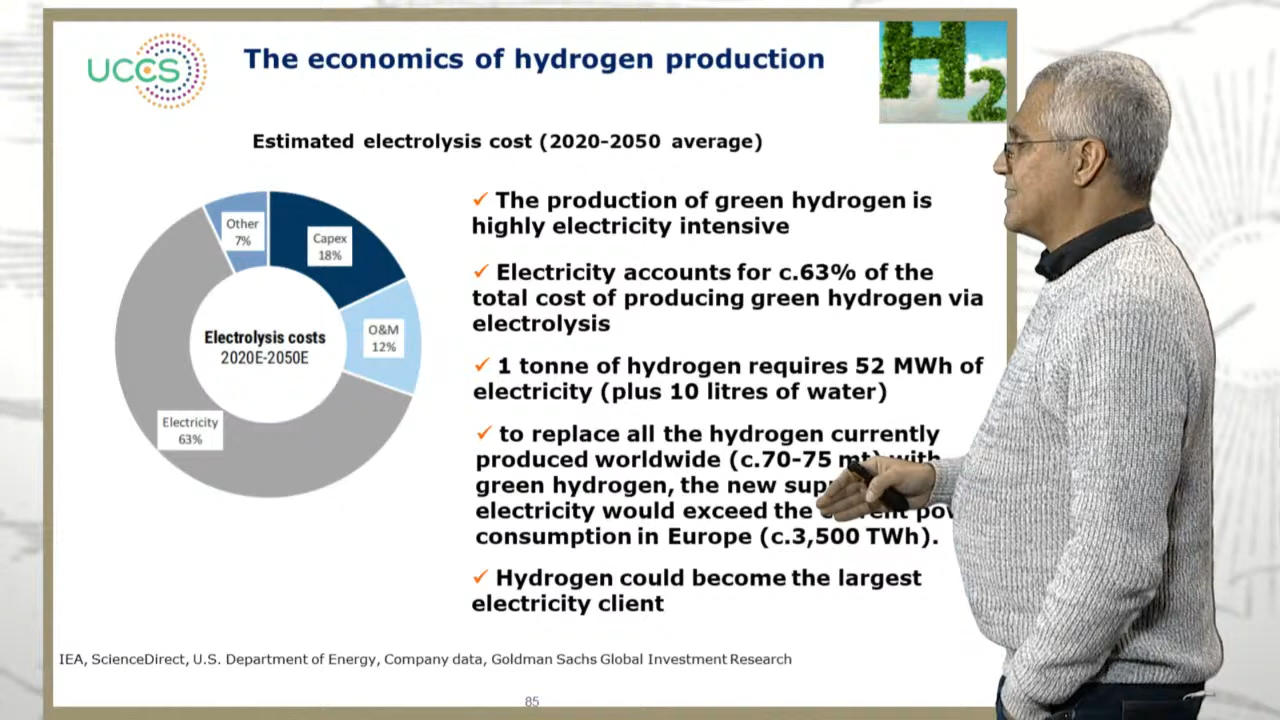 UCCS
The economics of hydrogen production
H2
Estimated electrolysis cost (2020-2050 average)
Other
7%
Capex
18%
O&M
12%
Electrolysis costs
2020E-2050E
Electricity
63%
✓ The production of green hydrogen is
highly electricity intensive
✓ Electricity accounts for c.63% of the
total cost of producing green hydrogen via
electrolysis
✓ 1 tonne of hydrogen requires 52 MWh of
electricity (plus 10 litres of water)
✓ to replace all the hydrogen currently
produced worldwide (c.70-75 mt) with
green hydrogen, the new
electricity would exceed the
consumption in Europe (c.3,500 TWh).
✓ Hydrogen could become the largest
electricity client
IEA, ScienceDirect, U.S. Department of Energy, Company data, Goldman Sachs Global Investment Research
85